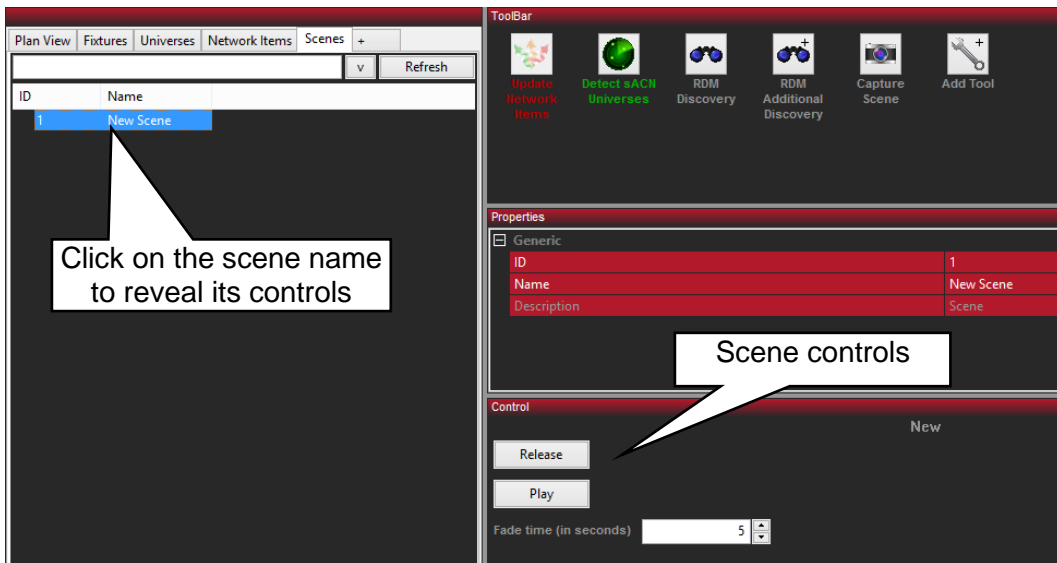 Plan View Fixtures Universes Network Items Scenes +
v Refresh
ID Name
1 New Scene
Click on the scene name
to reveal its controls
ToolBar
Update
Network
Items
Detect sACN
Universes
RDM
Discovery
RDM
Additional
Discovery
Capture
Scene
Add Tool
Properties
Generic
ID 1
Name New Scene
Description Scene
Scene controls
Control
New
Release
Play
Fade time (in seconds) 5